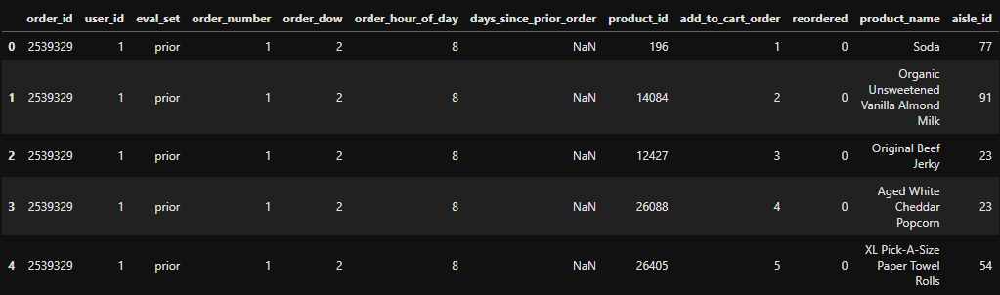 order_id user_id eval_set order_number order_dow order_hour_of_day days_since_prior_order product_id add_to_cart_order reordered product_name aisle_id
0 2539329 1 prior 1 2 8 NaN 196 1 0 Soda 77
Organic
Unsweetened
1 2539329 1 prior 1 2 8 NaN 14084 2 0 Vanilla Almond 91
Milk
2 2539329 1 prior 1 2 8 NaN 12427 3 0 Original Beef 23
Jerky
Aged White
3 2539329 1 prior 1 2 8 NaN 26088 4 0 Cheddar 23
Popcorn
XL Pick-A-Size
4 2539329 1 prior 1 2 8 NaN 26405 5 0 Paper Towel 54
Rolls